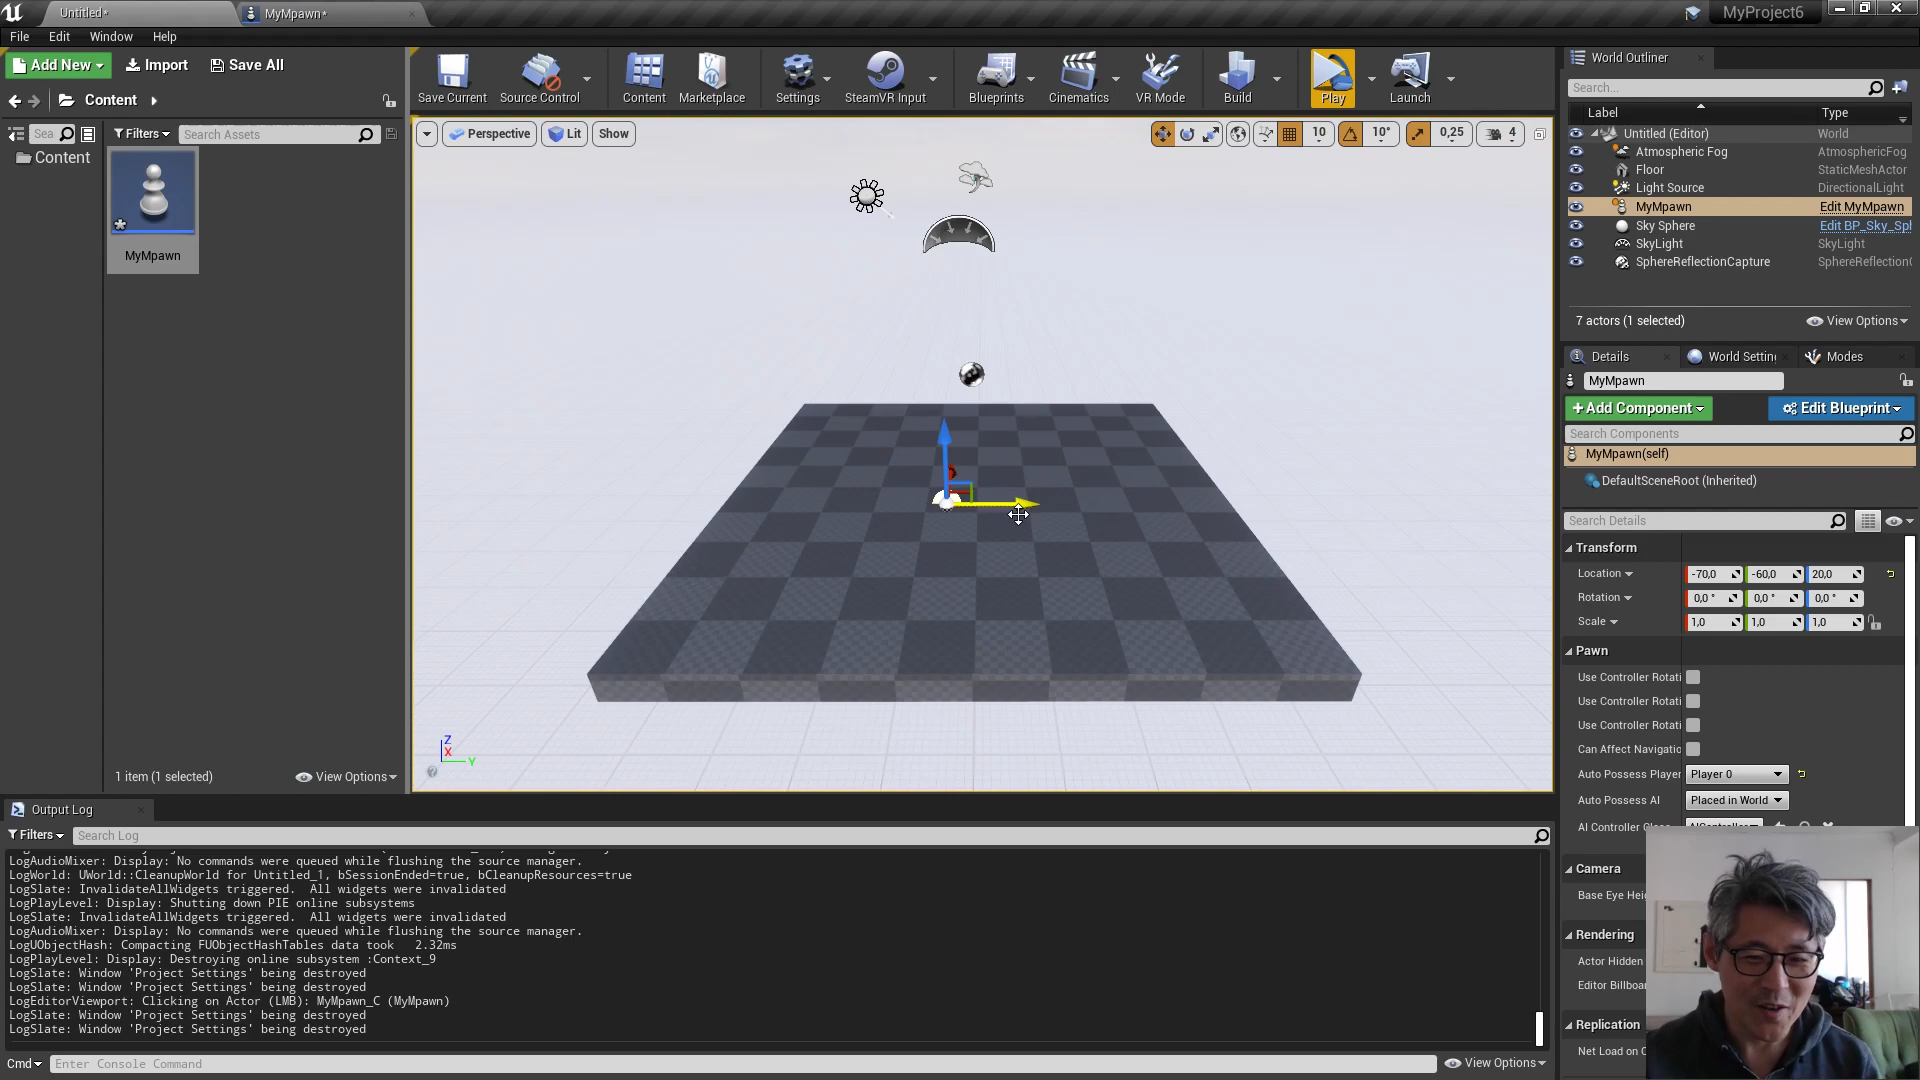 Untitled*
MyMpawn*
MyProject6
File Edit Window Help
Add New
Import
Save All
Content
Sea
Filters
Search Assets
Content
MyMpawn
1 item (1 selected)
View Options
Save Current
Source Control
Content
Marketplace
Settings
SteamVR Input
Blueprints
Cinematics
VR Mode
Build
Play
Launch
Perspective
Lit
Show
10
10°
0,25
4
Z
X
Y
World Outliner
Search...
Label Type
Untitled (Editor) World
Atmospheric Fog AtmosphericFog
Floor StaticMeshActor
Light Source DirectionalLight
MyMpawn Edit MyMpawn
Sky Sphere Edit BP_Sky_Sph
SkyLight SkyLight
SphereReflectionCapture SphereReflectionC
7 actors (1 selected)
View Options
Details
World Settin
Modes
MyMpawn
+Add Component
Edit Blueprint
Search Components
MyMpawn(self)
DefaultSceneRoot (Inherited)
Search Details
Transform
Location -70,0 -60,0 20,0
Rotation 0,0 ° 0,0 ° 0,0 °
Scale 1,0 1,0 1,0
Pawn
Use Controller Rotati
Use Controller Rotati
Use Controller Rotati
Can Affect Navigatio
Auto Possess Player Player 0
Auto Possess AI Placed in World
AI Controller Class
Camera
Base Eye Hei
Rendering
Actor Hidden
Editor Billboa
Replication
Net Load on C
Output Log
Filters
Search Log
LogAudioMixer: Display: No commands were queued while flushing the source manager.
LogWorld: UWorld::CleanupWorld for Untitled_1, bSessionEnded=true, bCleanupResources=true
LogSlate: InvalidateAllWidgets triggered.  All widgets were invalidated
LogPlayLevel: Display: Shutting down PIE online subsystems
LogSlate: InvalidateAllWidgets triggered.  All widgets were invalidated
LogAudioMixer: Display: No commands were queued while flushing the source manager.
LogUObjectHash: Compacting FUObjectHashTables data took   2.32ms
LogPlayLevel: Display: Destroying online subsystem :Context_9
LogSlate: Window 'Project Settings' being destroyed
LogSlate: Window 'Project Settings' being destroyed
LogEditorViewport: Clicking on Actor (LMB): MyMpawn_C (MyMpawn)
LogSlate: Window 'Project Settings' being destroyed
LogSlate: Window 'Project Settings' being destroyed
Cmd
Enter Console Command
View Options